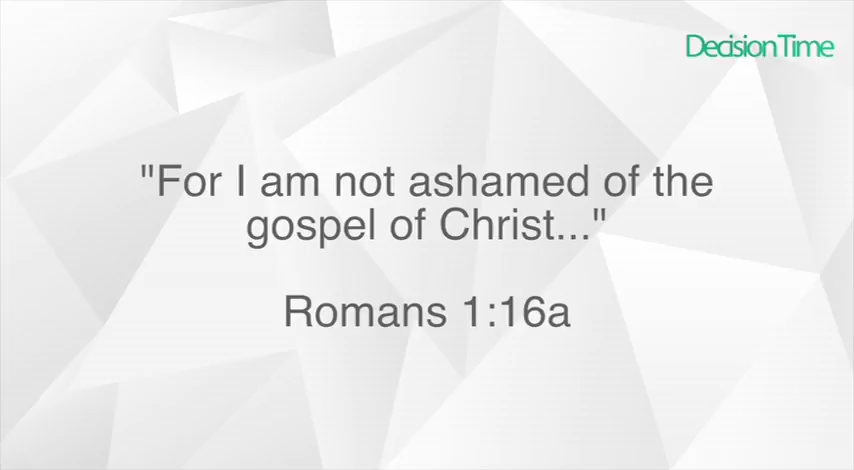 DecisionTime
"For I am not ashamed of the
gospel of Christ..."
Romans 1:16a